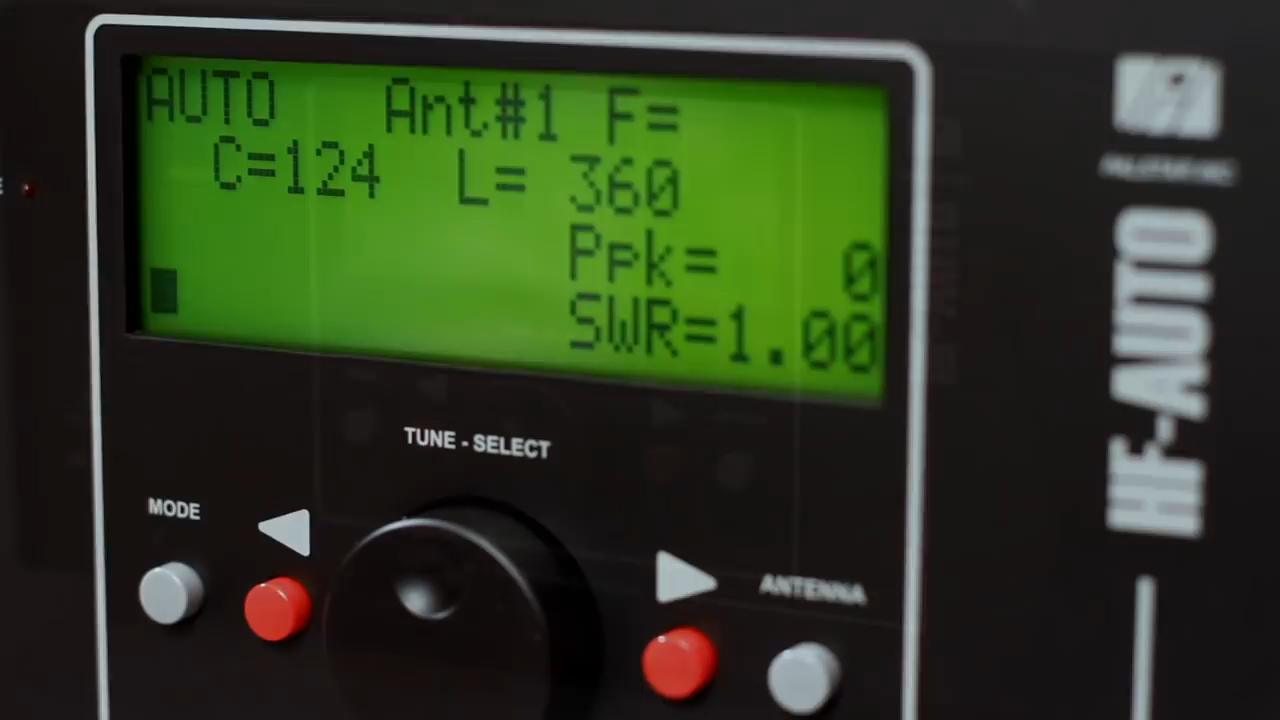 AUTO Ant#1 F=
C=124 L= 360
Ppk= 0
SWR=1.00
TUNE - SELECT
MODE
ANTENNA
HF-AUTO